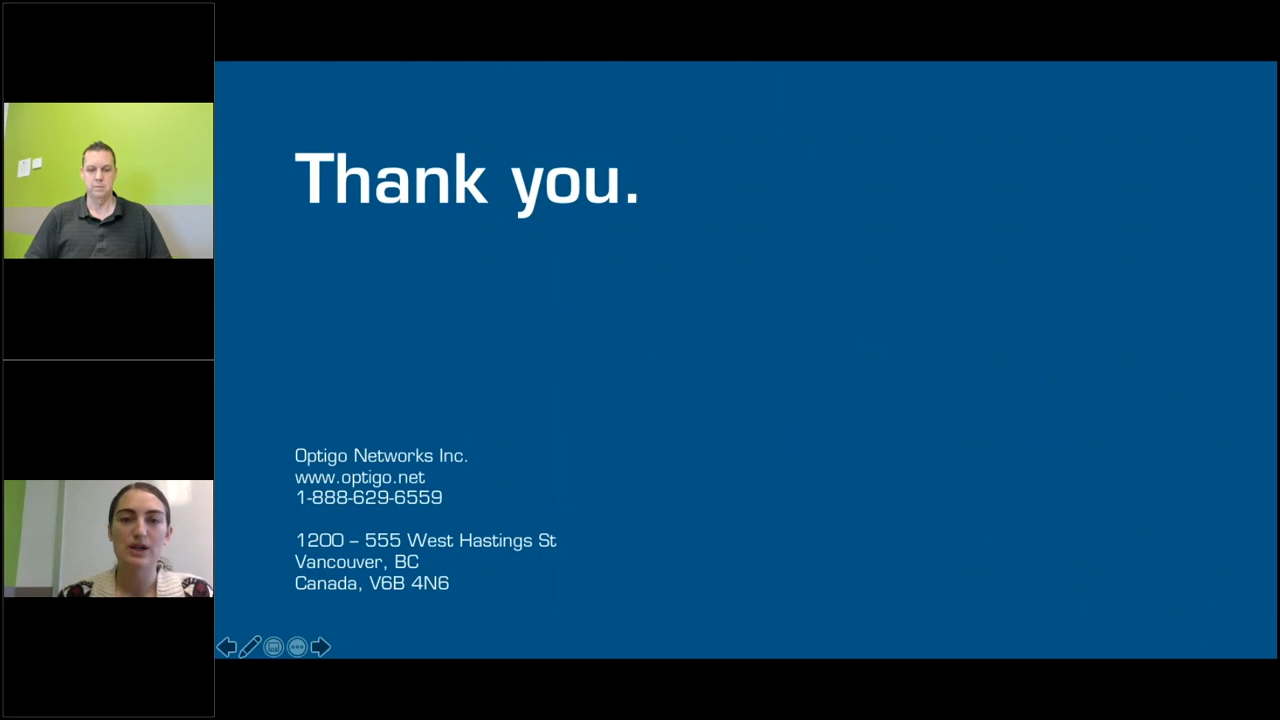 Thank you.
Optigo Networks Inc.
www.optigo.net
1-888-629-6559
1200 – 555 West Hastings St
Vancouver, BC
Canada, V6B 4N6